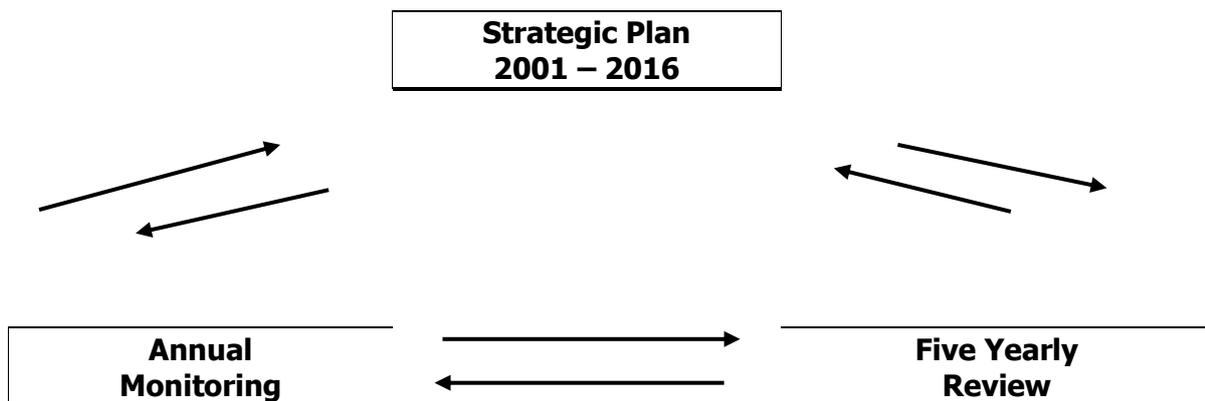 Strategic Plan
2001 – 2016
Annual
Monitoring
Five Yearly
Review